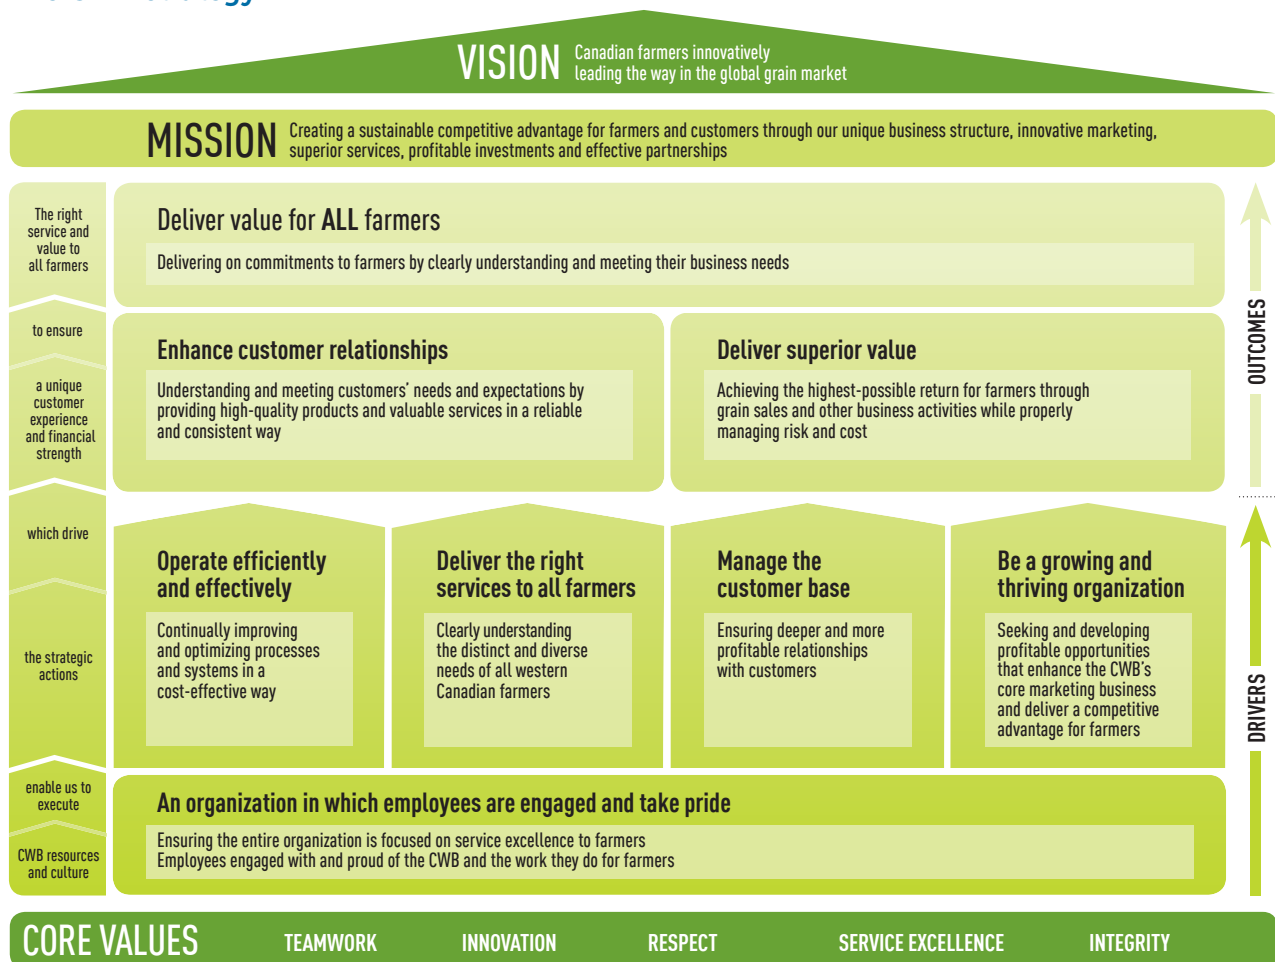 VISION
Canadian farmers innovatively
leading the way in the global grain market
MISSION
Creating a sustainable competitive advantage for farmers and customers through our unique business structure, innovative marketing,
superior services, profitable investments and effective partnerships
The right
service and
value to
all farmers
Deliver value for ALL farmers
Delivering on commitments to farmers by clearly understanding and meeting their business needs
to ensure
a unique
customer
experience
and financial
strength
Enhance customer relationships
Understanding and meeting customers' needs and expectations by
providing high-quality products and valuable services in a reliable
and consistent way
Deliver superior value
Achieving the highest-possible return for farmers through
grain sales and other business activities while properly
managing risk and cost
OUTCOMES
which drive
the strategic
actions
Operate efficiently
and effectively
Continually improving
and optimizing processes
and systems in a
cost-effective way
Deliver the right
services to all farmers
Clearly understanding
the distinct and diverse
needs of all western
Canadian farmers
Manage the
customer base
Ensuring deeper and more
profitable relationships
with customers
Be a growing and
thriving organization
Seeking and developing
profitable opportunities
that enhance the CWB's
core marketing business
and deliver a competitive
advantage for farmers
DRIVERS
enable us to
execute
CWB resources
and culture
An organization in which employees are engaged and take pride
Ensuring the entire organization is focused on service excellence to farmers
Employees engaged with and proud of the CWB and the work they do for farmers
CORE VALUES
TEAMWORK
INNOVATION
RESPECT
SERVICE EXCELLENCE
INTEGRITY